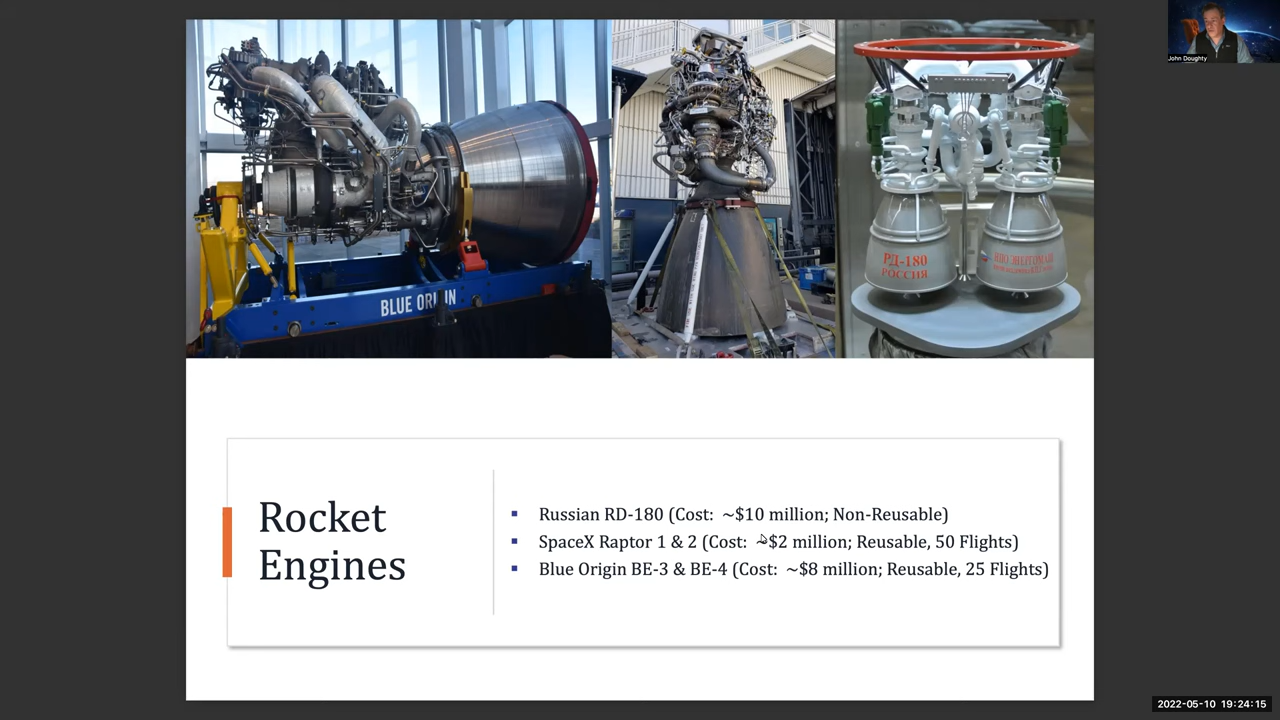 John Doughty
BLUE ORIGIN
РД-180
РОССИЯ
НПО ЭНЕРГОМАШ
Rocket
Engines
Russian RD-180 (Cost: ~$10 million; Non-Reusable)
SpaceX Raptor 1 & 2 (Cost: ~$2 million; Reusable, 50 Flights)
Blue Origin BE-3 & BE-4 (Cost: ~$8 million; Reusable, 25 Flights)
2022-05-10 19:24:15